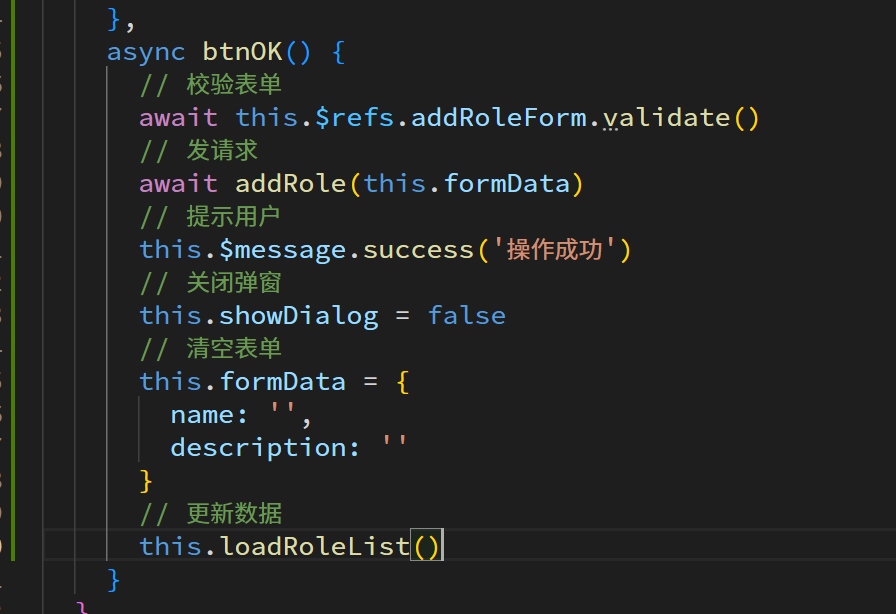 },
async btnOK() {
// 校验表单
await this.$refs.addRoleForm.validate()
// 发请求
await addRole(this.formData)
// 提示用户
this.$message.success('操作成功')
// 关闭弹窗
this.showDialog = false
// 清空表单
this.formData = {
name: '',
description: ''
}
// 更新数据
this.loadRoleList()
}
}